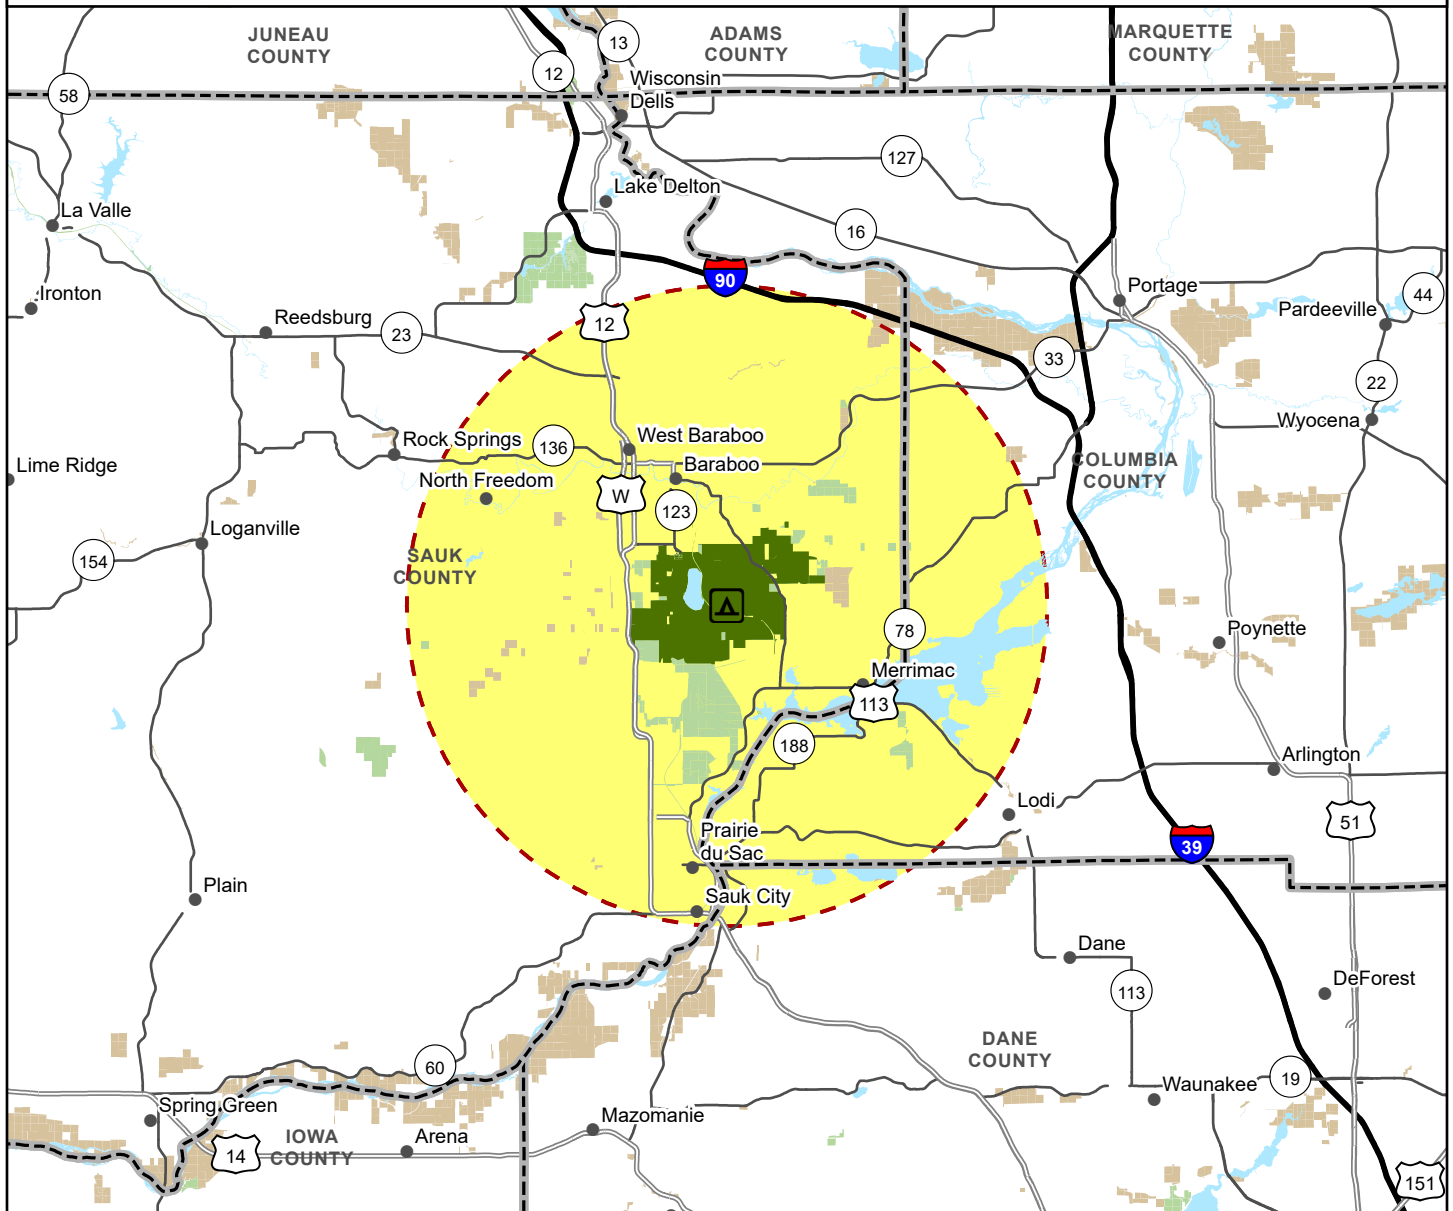 JUNEAU
COUNTY
ADAMS
COUNTY
MARQUETTE
COUNTY
13
12
58
Wisconsin
Dells
127
Lake Delton
La Valle
16
90
Ironton
Portage
44
Pardeeville
Reedsburg
23
12
33
22
Wyocena
Rock Springs
136
West Baraboo
Baraboo
Lime Ridge
North Freedom
COLUMBIA
COUNTY
W
123
Loganville
154
SAUK
COUNTY
78
Poynette
Merrimac
113
188
Arlington
Lodi
51
Prairie
du Sac
39
Plain
Sauk City
Dane
113
DeForest
DANE
COUNTY
60
19
Waunakee
Spring Green
Mazomanie
IOWA
COUNTY
14
Arena
151